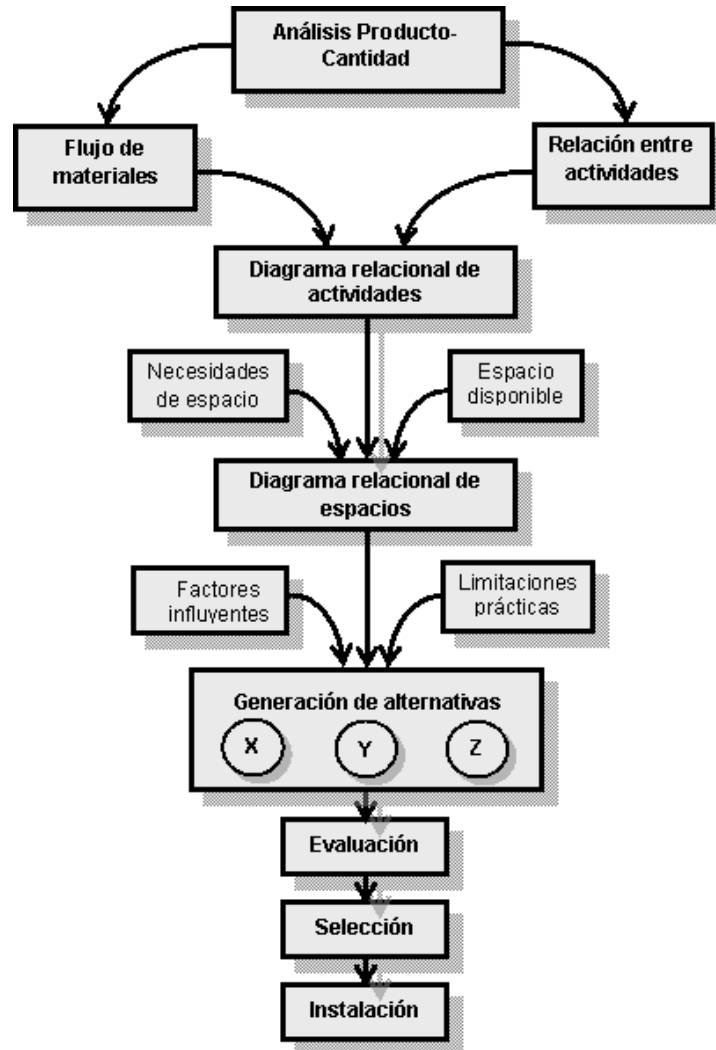 Análisis Producto-
Cantidad
Flujo de
materiales
Relación entre
actividades
Diagrama relacional de
actividades
Necesidades
de espacio
Espacio
disponible
Diagrama relacional de
espacios
Factores
influyentes
Limitaciones
prácticas
Generación de alternativas
X
Y
Z
Evaluación
Selección
Instalación